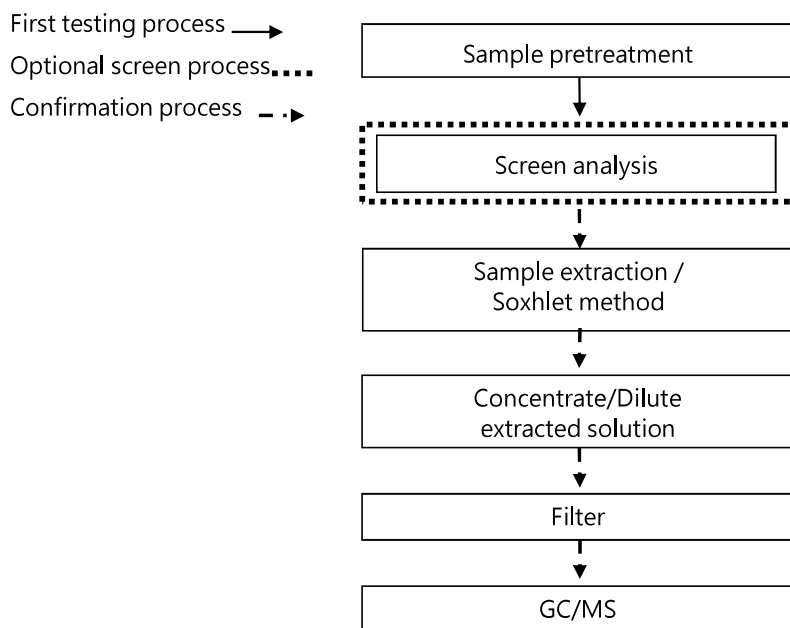 First testing process
Optional screen process
Confirmation process
Sample pretreatment
Screen analysis
Sample extraction /
Soxhlet method
Concentrate/Dilute
extracted solution
Filter
GC/MS